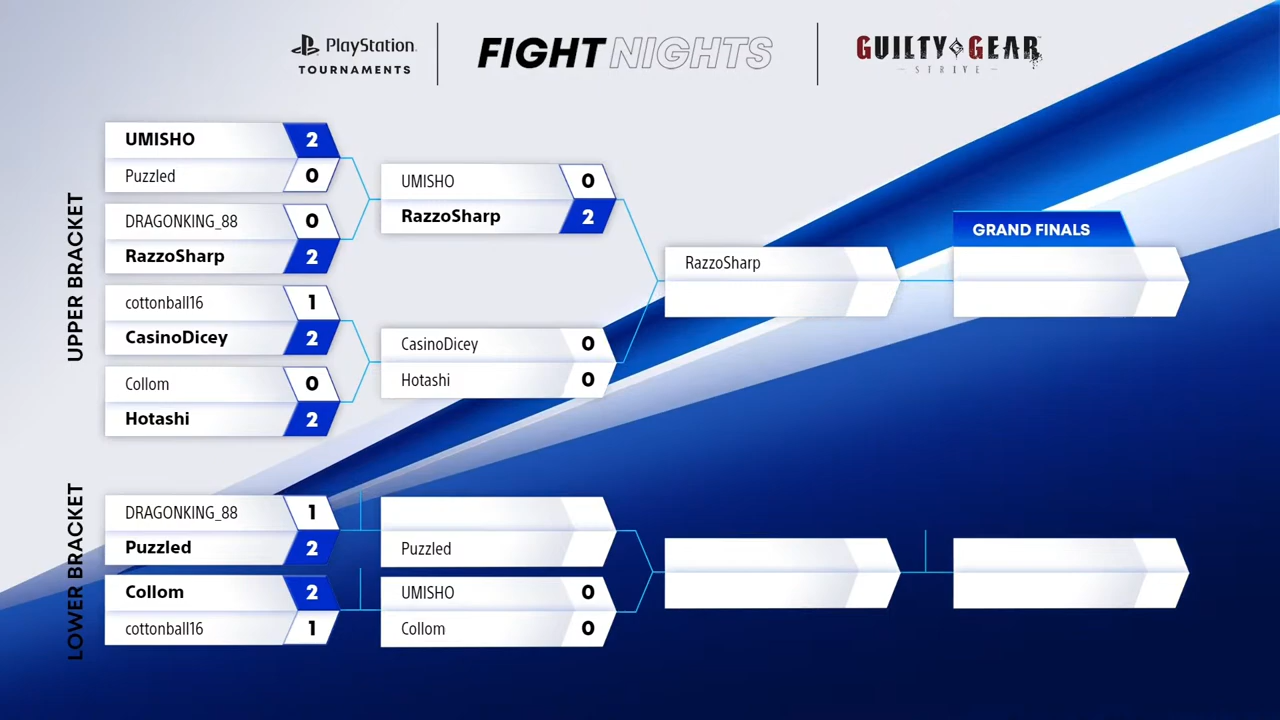 PlayStation
TOURNAMENTS
FIGHT NIGHTS
GUILTY GEAR
STRIVE
UPPER BRACKET
UMISHO 2
Puzzled 0
DRAGONKING_88 0
RazzoSharp 2
cottonball16 1
CasinoDicey 2
Collom 0
Hotashi 2
UMISHO 0
RazzoSharp 2
CasinoDicey 0
Hotashi 0
RazzoSharp
GRAND FINALS
LOWER BRACKET
DRAGONKING_88 1
Puzzled 2
Collom 2
cottonball16 1
Puzzled
UMISHO 0
Collom 0